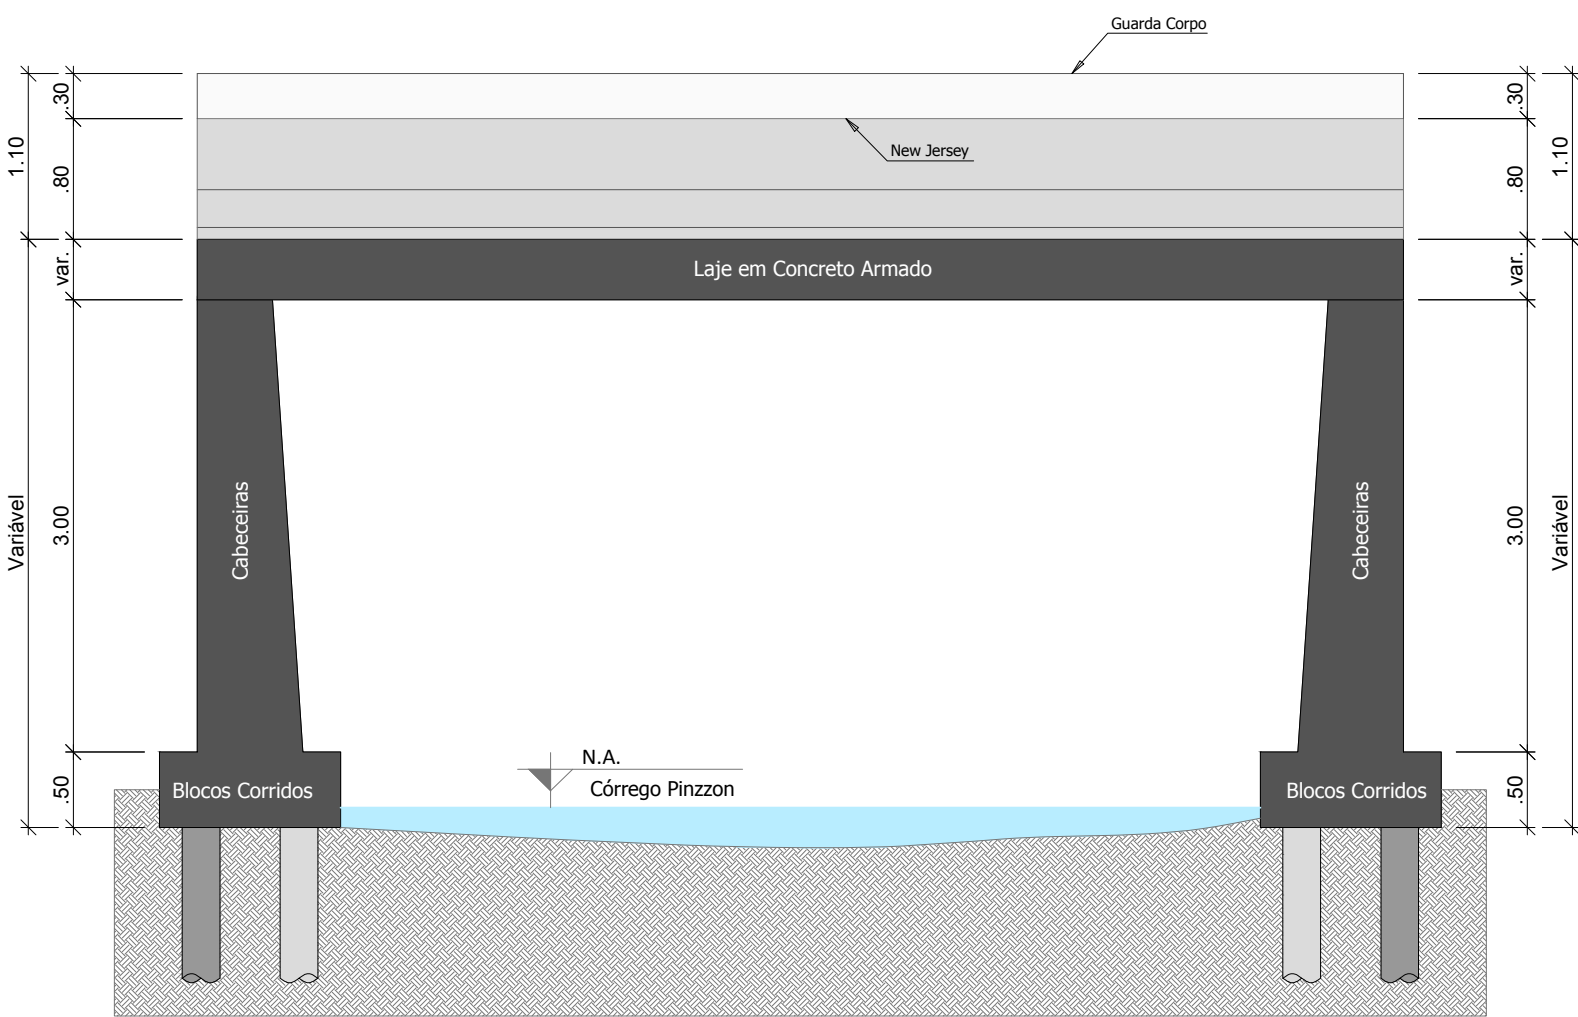 Guarda Corpo
New Jersey
.30
.30
1.10
.80
.80
1.10
var.
Laje em Concreto Armado
var.
Variável
3.00
Cabeceiras
Cabeceiras
3.00
Variável
N.A.
Córrego Pinzzon
.50
Blocos Corridos
Blocos Corridos
.50